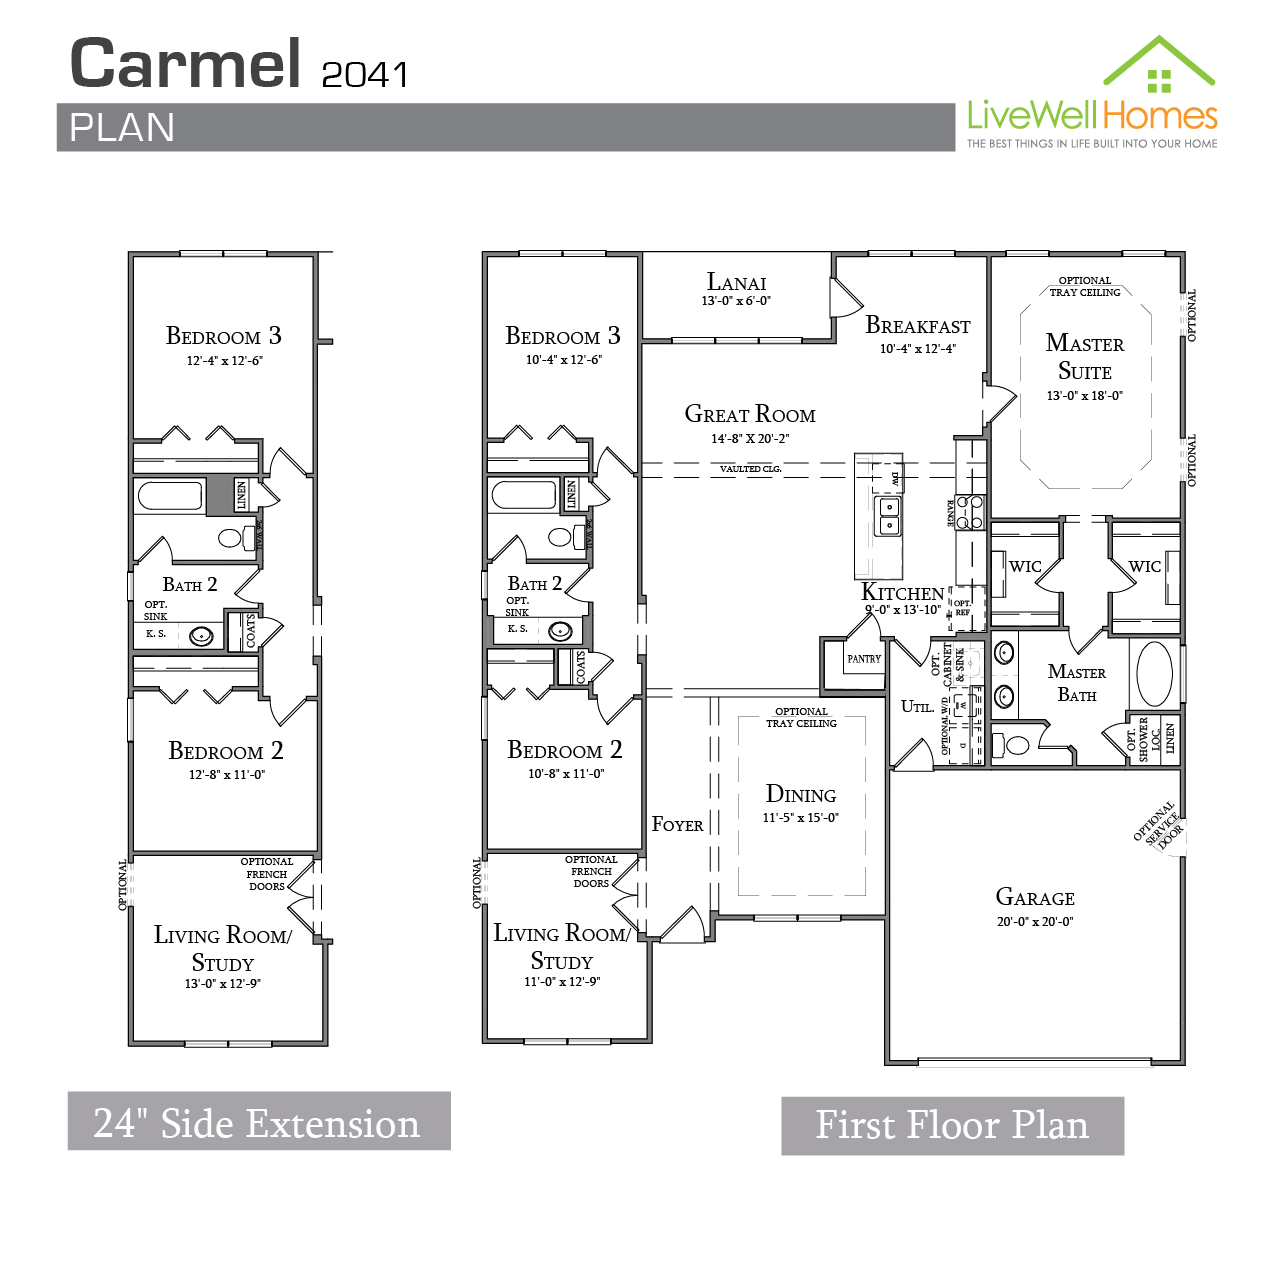 Carmel 2041
PLAN
LiveWellHomes
THE BEST THINGS IN LIFE BUILT INTO YOUR HOME
BEDROOM 3
12'-4" x 12'-6"
LINEN
BATH 2
OPT.
SINK
K. S.
COATS
BEDROOM 2
12'-8" x 11'-0"
OPTIONAL
FRENCH
DOORS
OPTIONAL
LIVING ROOM/
STUDY
13'-0" x 12'-9"
24" Side Extension
BEDROOM 3
10'-4" x 12'-6"
LINEN
BATH 2
OPT.
SINK
K. S.
COATS
BEDROOM 2
10'-8" x 11'-0"
OPTIONAL
FRENCH
DOORS
OPTIONAL
LIVING ROOM/
STUDY
11'-0" x 12'-9"
LANAI
13'-0" x 6'-0"
BREAKFAST
10'-4" x 12'-4"
GREAT ROOM
14'-8" X 20'-2"
VAULTED CLG.
DW
RANGE
KITCHEN
9'-0" x 13'-10"
OPT.
REF
PANTRY
OPTIONAL
TRAY CEILING
MASTER
SUITE
13'-0" x 18'-0"
OPTIONAL
OPTIONAL
WIC
WIC
OPT.
CABINET
& SINK
UTIL.
OPTIONAL W/D
W
D
MASTER
BATH
OPT.
SHOWER
LOC.
LINEN
OPTIONAL
TRAY CEILING
DINING
11'-5" x 15'-0"
FOYER
OPTIONAL
SERVICE
DOOR
GARAGE
20'-0" x 20'-0"
First Floor Plan